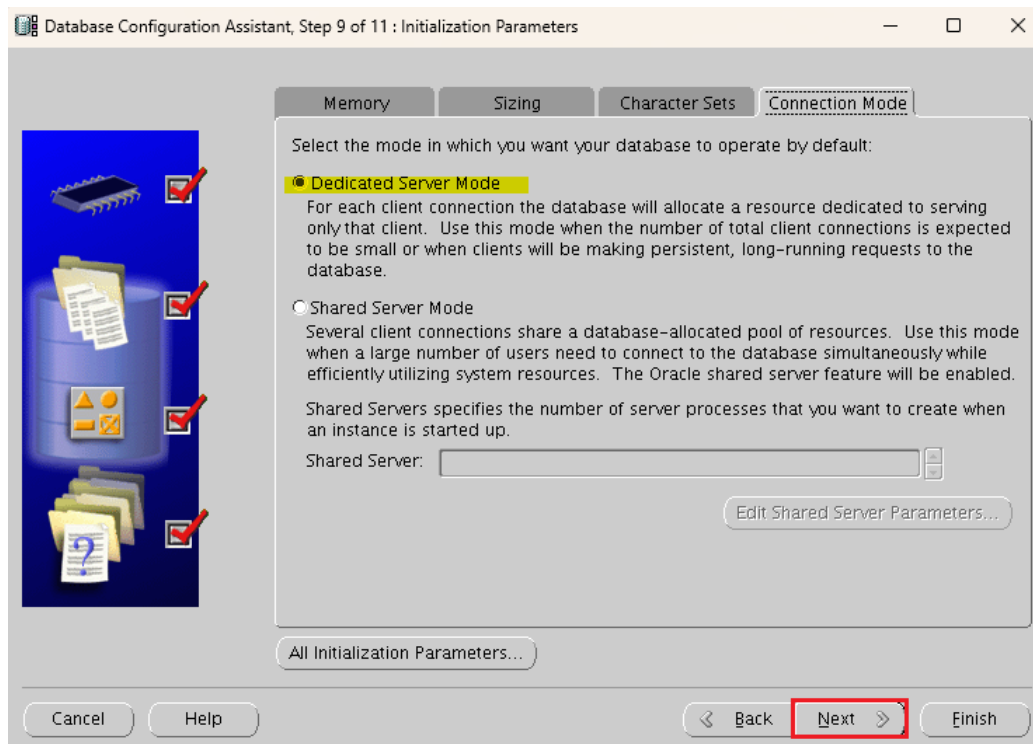 Database Configuration Assistant, Step 9 of 11 : Initialization Parameters
Memory Sizing Character Sets Connection Mode
Select the mode in which you want your database to operate by default:
Dedicated Server Mode
For each client connection the database will allocate a resource dedicated to serving
only that client. Use this mode when the number of total client connections is expected
to be small or when clients will be making persistent, long-running requests to the
database.
Shared Server Mode
Several client connections share a database-allocated pool of resources. Use this mode
when a large number of users need to connect to the database simultaneously while
efficiently utilizing system resources. The Oracle shared server feature will be enabled.
Shared Servers specifies the number of server processes that you want to create when
an instance is started up.
Shared Server:
Edit Shared Server Parameters...
?
All Initialization Parameters...
Cancel Help Back Next Finish